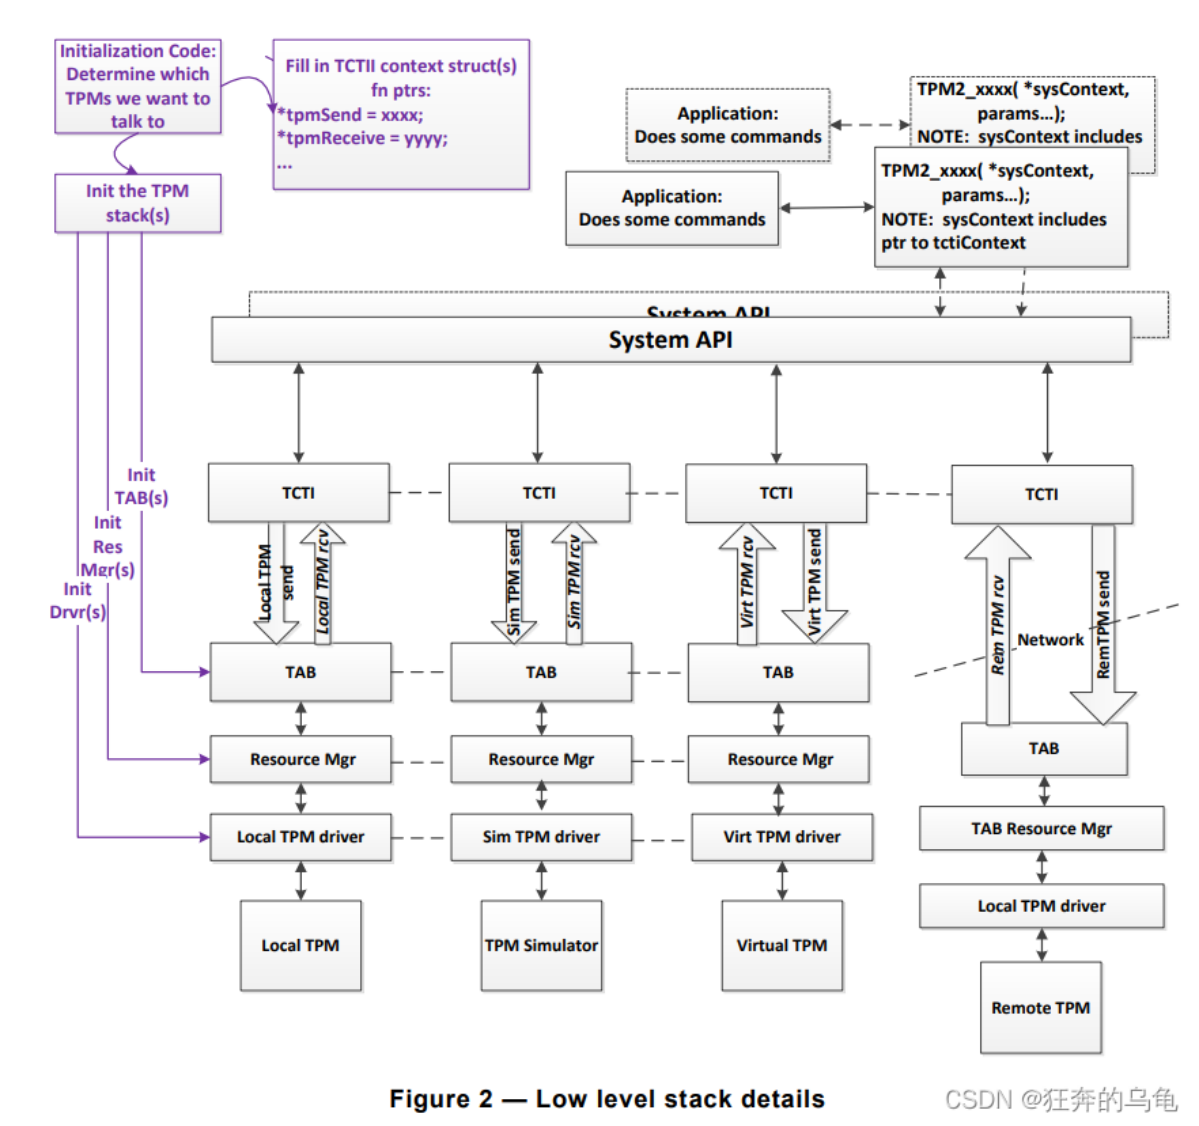 Initialization Code:
Determine which
TPMs we want to
talk to
Fill in TCTII context struct(s)
fn ptrs:
*tpmSend = xxxx;
*tpmReceive = yyyy;
...
Init the TPM
stack(s)
Application:
Does some commands
TPM2_xxxx( *sysContext,
params...);
NOTE: sysContext includes
Application:
Does some commands
TPM2_xxxx( *sysContext,
params...);
NOTE: sysContext includes
ptr to tctiContext
System API
System API
Init
TAB(s)
Init
Res
Mgr(s)
Init
Drvr(s)
TCTI
TCTI
TCTI
TCTI
Local TPM
send
Local TPM rcv
Sim TPM send
Sim TPM rcv
Virt TPM rcv
Virt TPM send
Rem TPM rcv
Network
RemTPM send
TAB
TAB
TAB
TAB
Resource Mgr
Resource Mgr
Resource Mgr
TAB Resource Mgr
Local TPM driver
Sim TPM driver
Virt TPM driver
Local TPM driver
Local TPM
TPM Simulator
Virtual TPM
Remote TPM
Figure 2 — Low level stack details
CSDN @狂奔的乌龟